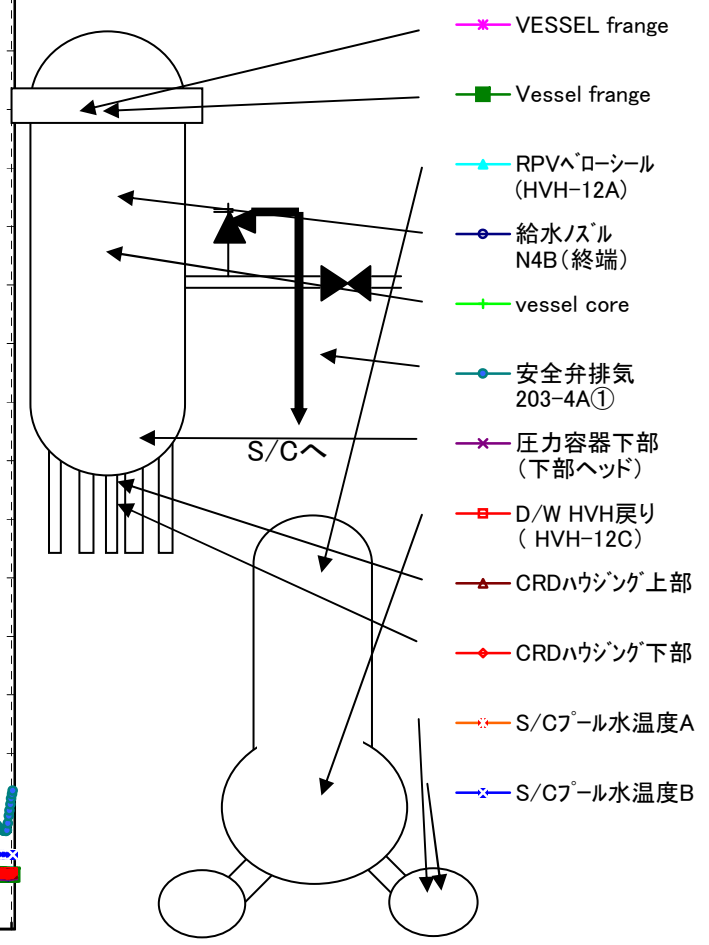 VESSEL frange
Vessel frange
RPVﾍﾞﾛｰｼｰﾙ
(HVH-12A)
給水ﾉｽﾞﾙ
N4B(終端)
vessel core
安全弁排気
203-4A①
圧力容器下部
(下部ヘッド)
D/W HVH戻り
( HVH-12C)
CRDﾊｳｼﾞﾝｸﾞ上部
CRDﾊｳｼﾞﾝｸﾞ下部
S/Cﾌﾟｰﾙ水温度A
S/Cﾌﾟｰﾙ水温度B
S/Cへ